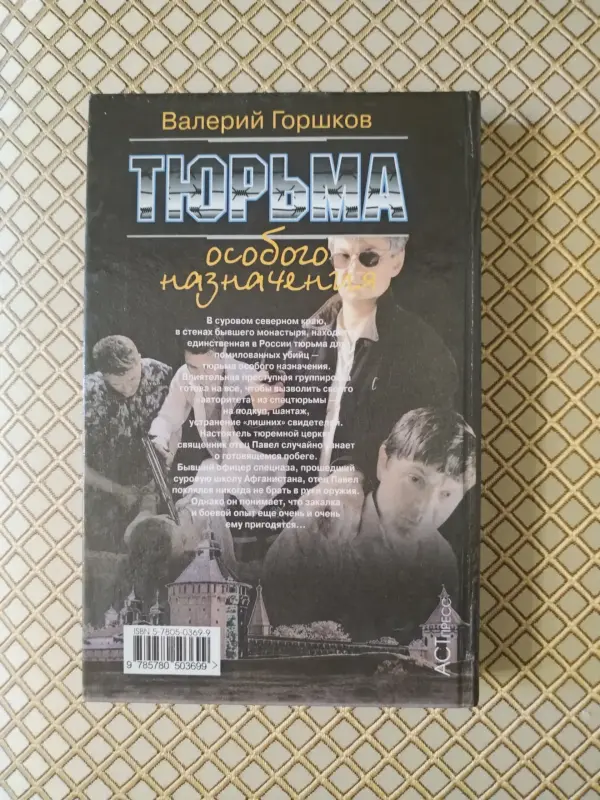 Валерий Горшков
ТЮРЬМА
особого
назначения
В суровом северном краю,
в стенах бывшего монастыря, находится
единственная в России тюрьма для
помилованных убийц —
тюрьма особого назначения.
Влиятельная преступная группировка
готова на все, чтобы вызволить своего
«авторитета» из спецтюрьмы —
на подкуп, шантаж,
устранение «лишних» свидетелей.
Настоятель тюремной церкви
священник отец Павел случайно узнает
о готовящемся побеге.
Бывший офицер спецназа, прошедший
суровую школу Афганистана, отец Павел
поклялся никогда не брать в руки оружия.
Однако он понимает, что закалка
и боевой опыт еще очень и очень
ему пригодятся...
ISBN 5-7805-0369-9
9 785780 503699
АСТ ПРЕСС